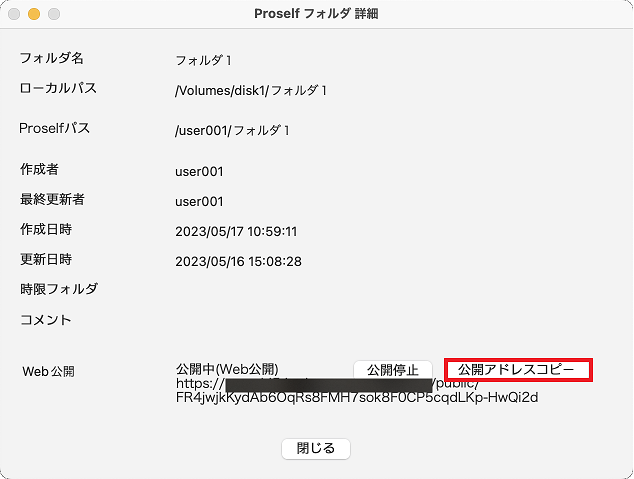 Proself フォルダ 詳細
フォルダ名 フォルダ1
ローカルパス /Volumes/disk1/フォルダ1
Proselfパス /user001/フォルダ1
作成者 user001
最終更新者 user001
作成日時 2023/05/17 10:59:11
更新日時 2023/05/16 15:08:28
時限フォルダ
コメント
Web公開 公開中(Web公開) 公開停止 公開アドレスコピー
https:// /public/
FR4jwjkKydAb6OqRs8FMH7sok8F0CP5cqdLKp-HwQi2d
閉じる